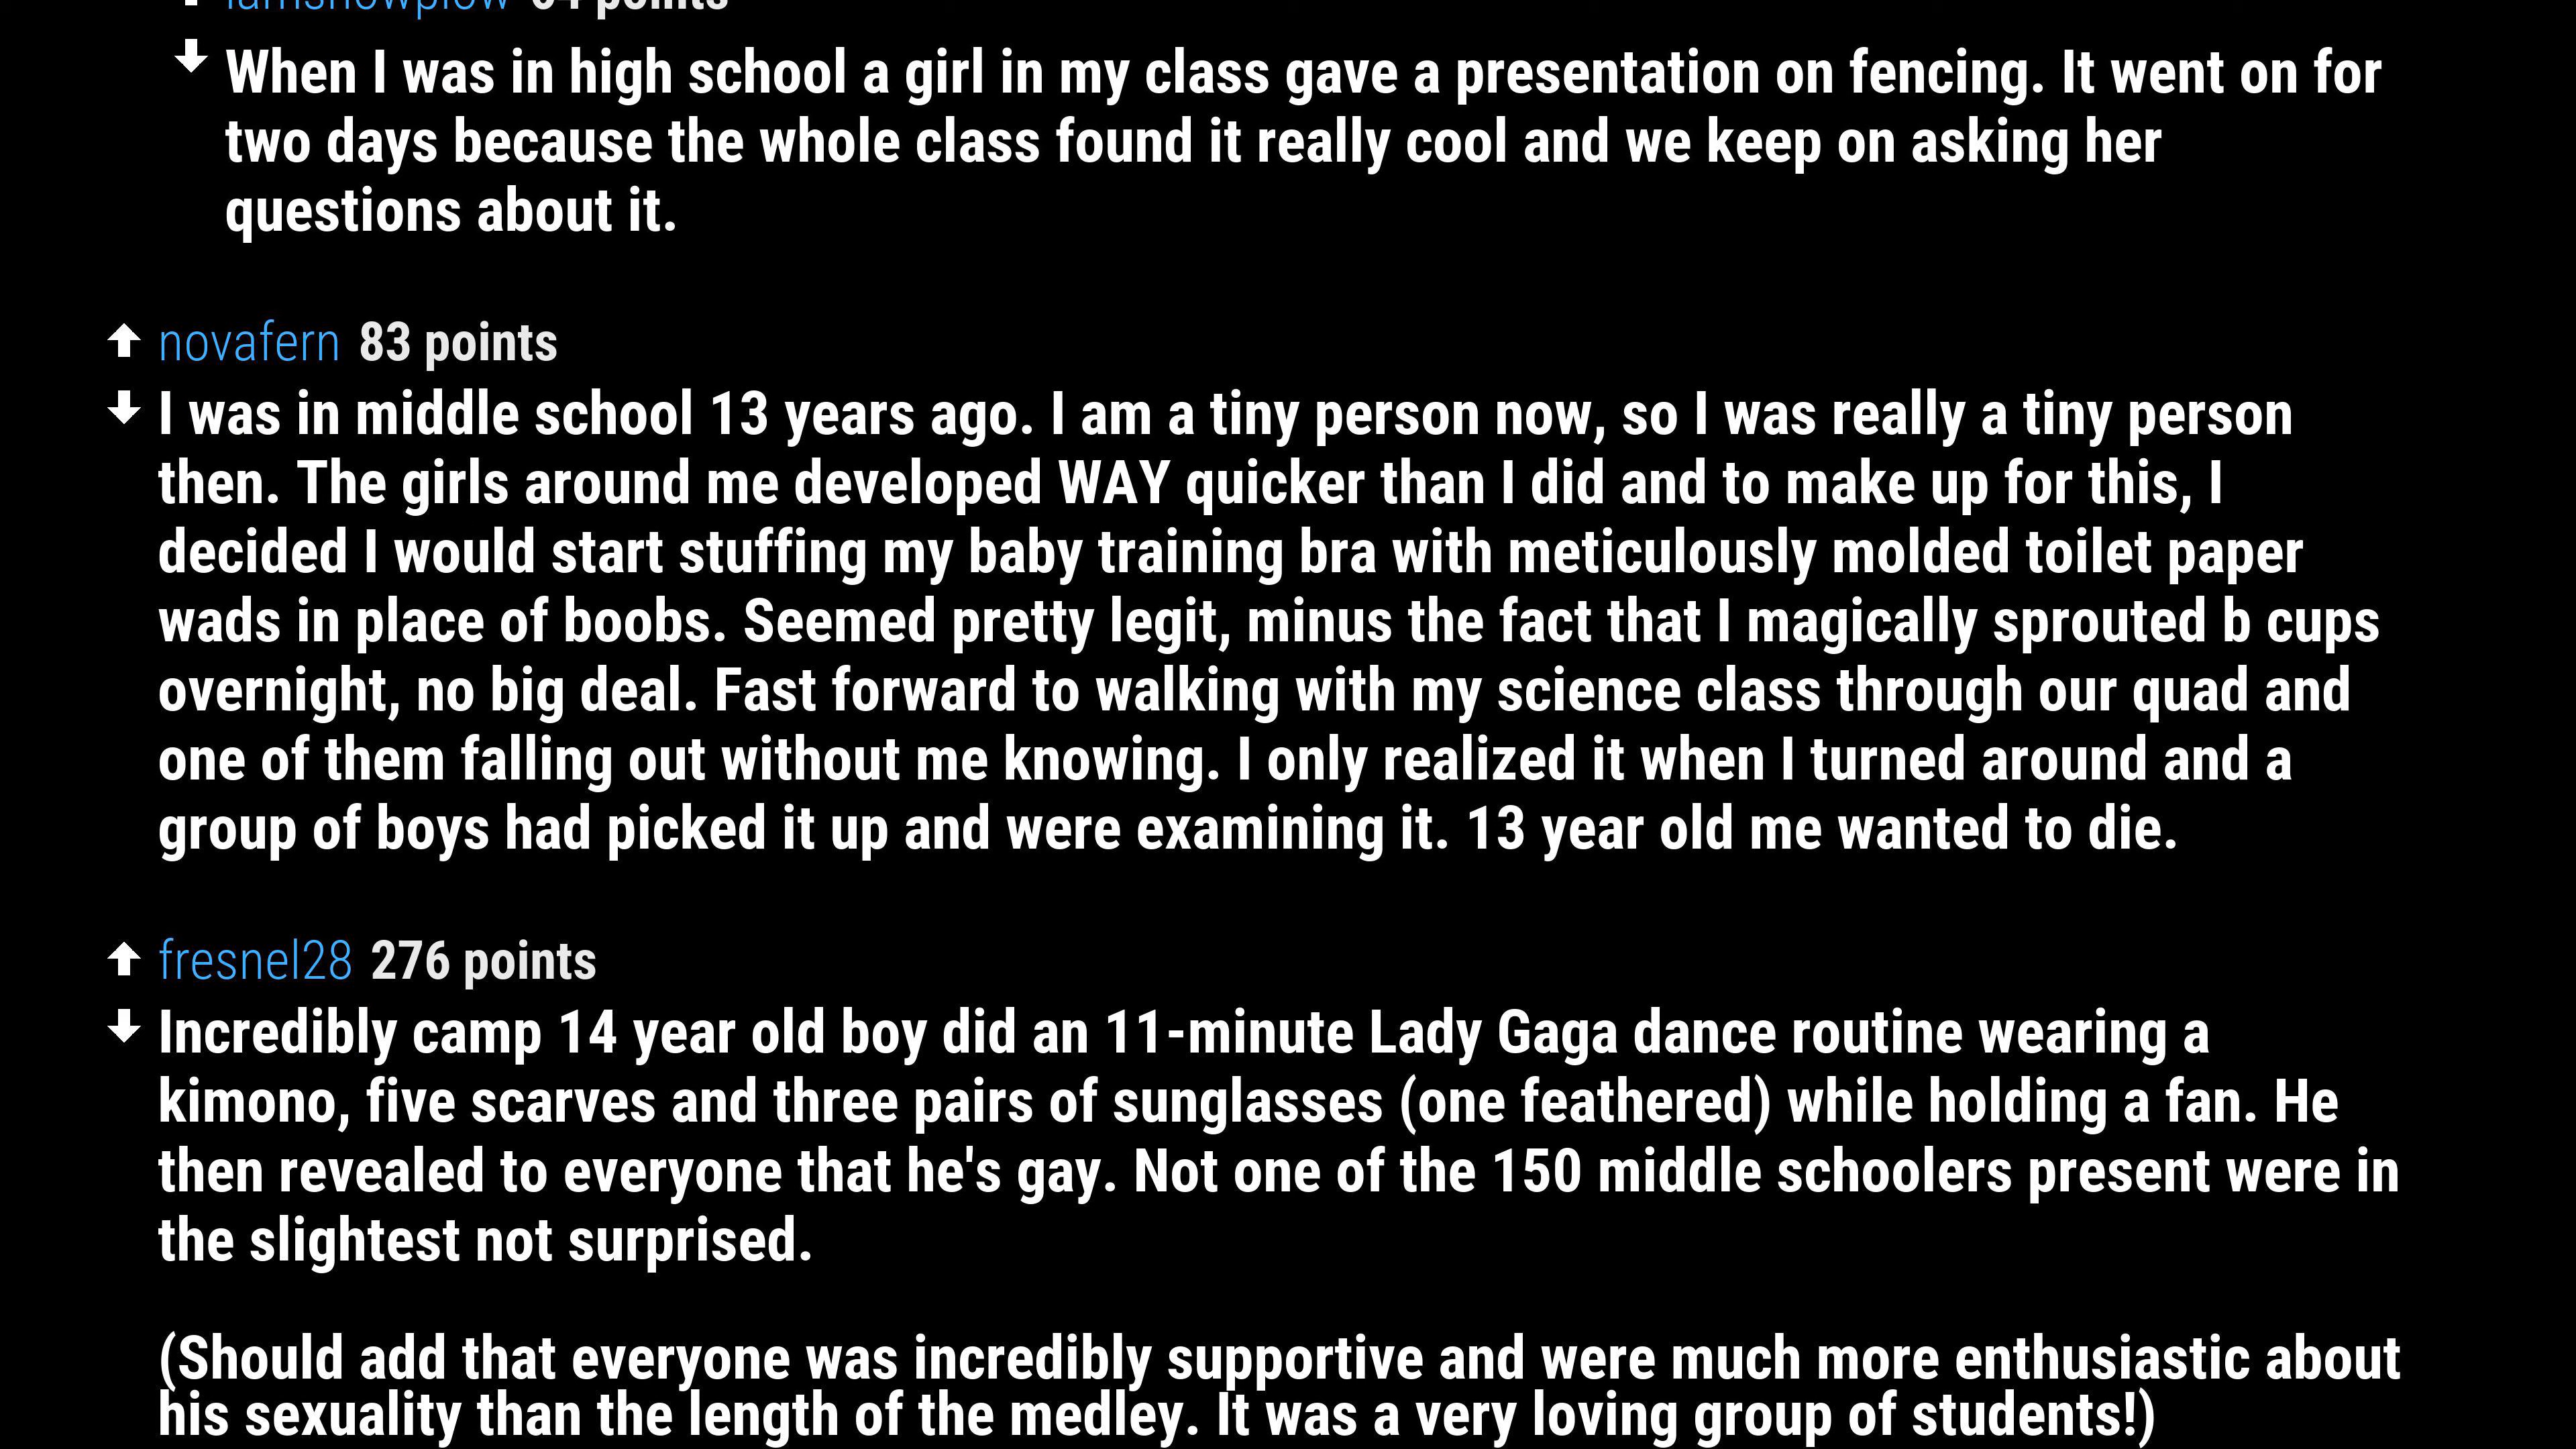 points
When I was in high school a girl in my class gave a presentation on fencing. It went on for
two days because the whole class found it really cool and we keep on asking her
questions about it.
novafern 83 points
I was in middle school 13 years ago. I am a tiny person now, so I was really a tiny person
then. The girls around me developed WAY quicker than I did and to make up for this, I
decided I would start stuffing my baby training bra with meticulously molded toilet paper
wads in place of boobs. Seemed pretty legit, minus the fact that I magically sprouted b cups
overnight, no big deal. Fast forward to walking with my science class through our quad and
one of them falling out without me knowing. I only realized it when I turned around and a
group of boys had picked it up and were examining it. 13 year old me wanted to die.
fresnel28 276 points
Incredibly camp 14 year old boy did an 11-minute Lady Gaga dance routine wearing a
kimono, five scarves and three pairs of sunglasses (one feathered) while holding a fan. He
then revealed to everyone that he's gay. Not one of the 150 middle schoolers present were in
the slightest not surprised.
(Should add that everyone was incredibly supportive and were much more enthusiastic about
his sexuality than the length of the medley. It was a very loving group of students!)